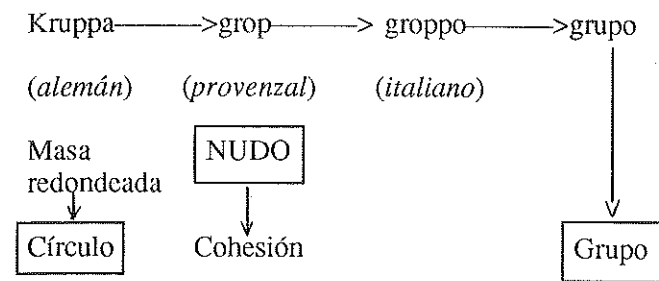 Kruppa——>grop——> groppo——>grupo
(alemán) (provenzal) (italiano)
Masa NUDO
redondeada
Círculo Cohesión Grupo